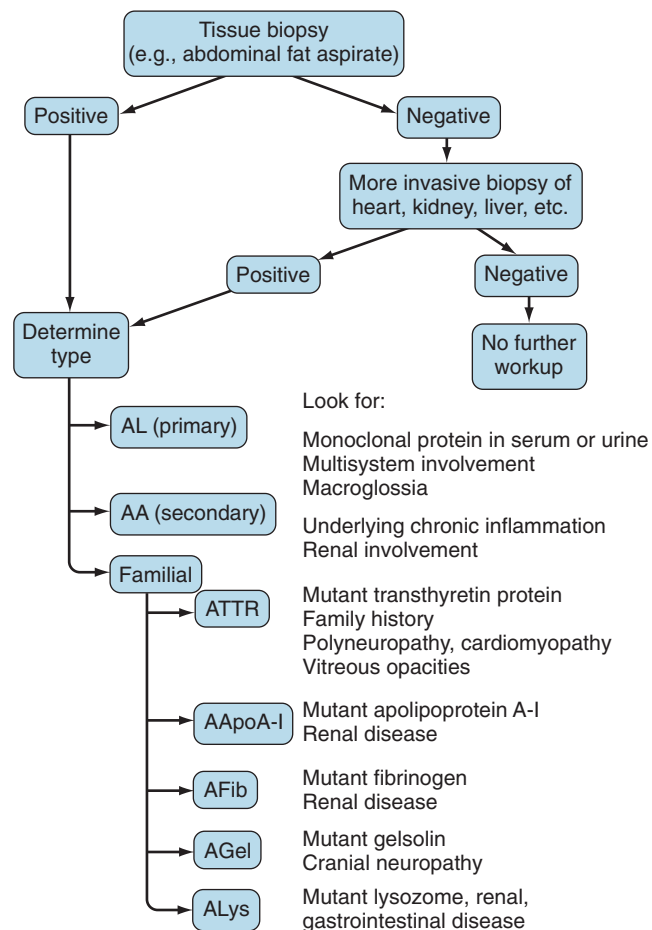 Tissue biopsy
(e.g., abdominal fat aspirate)
Positive
Negative
More invasive biopsy of
heart, kidney, liver, etc.
Positive
Negative
Determine
type
No further
workup
Look for:
AL (primary)
Monoclonal protein in serum or urine
Multisystem involvement
Macroglossia
AA (secondary)
Underlying chronic inflammation
Renal involvement
Familial
ATTR
Mutant transthyretin protein
Family history
Polyneuropathy, cardiomyopathy
Vitreous opacities
AApoA-I
Mutant apolipoprotein A-I
Renal disease
AFib
Mutant fibrinogen
Renal disease
AGel
Mutant gelsolin
Cranial neuropathy
ALys
Mutant lysozome, renal,
gastrointestinal disease